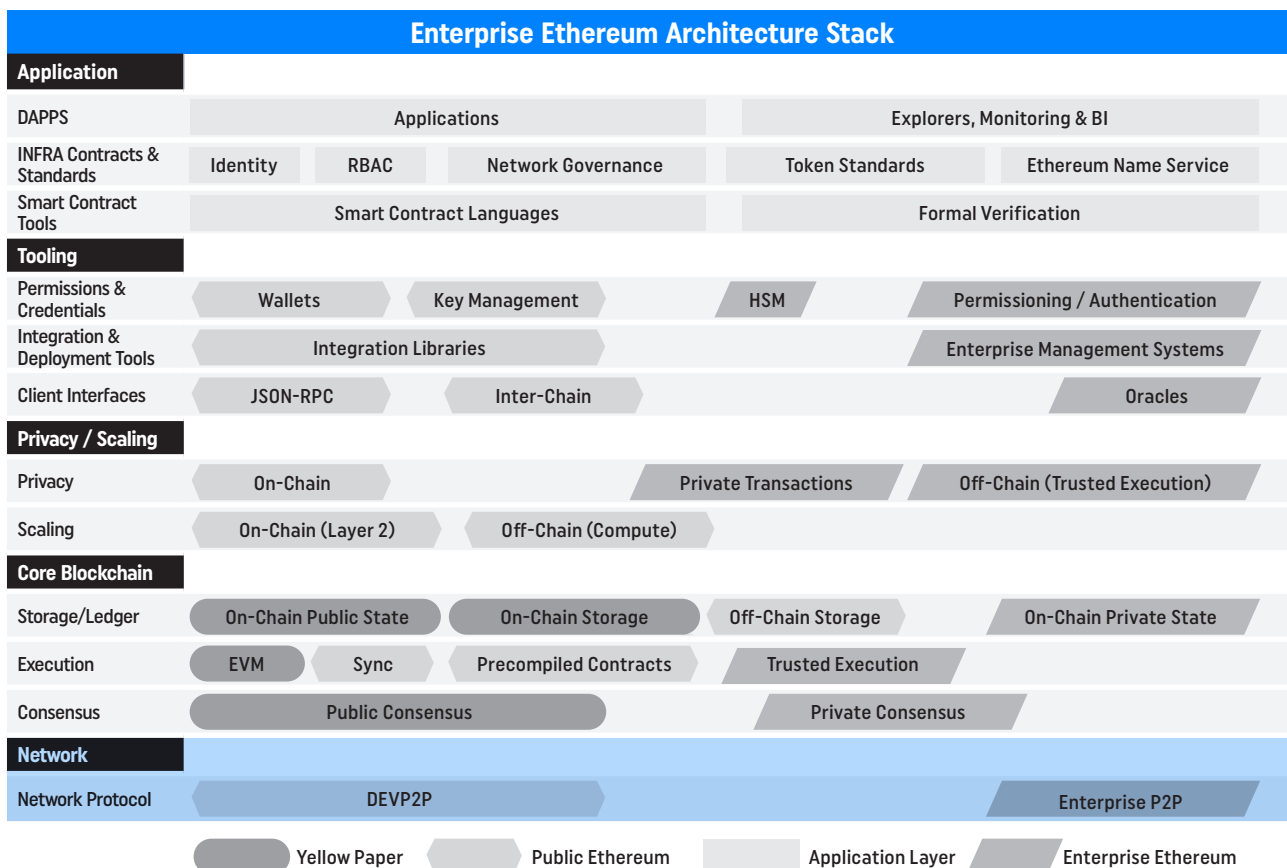 Enterprise Ethereum Architecture Stack
Application
DAPPS
Applications
Explorers, Monitoring & BI
INFRA Contracts &
Standards
Identity
RBAC
Network Governance
Token Standards
Ethereum Name Service
Smart Contract
Tools
Smart Contract Languages
Formal Verification
Tooling
Permissions &
Credentials
Wallets
Key Management
HSM
Permissioning / Authentication
Integration &
Deployment Tools
Integration Libraries
Enterprise Management Systems
Client Interfaces
JSON-RPC
Inter-Chain
Oracles
Privacy / Scaling
Privacy
On-Chain
Private Transactions
Off-Chain (Trusted Execution)
Scaling
On-Chain (Layer 2)
Off-Chain (Compute)
Core Blockchain
Storage/Ledger
On-Chain Public State
On-Chain Storage
Off-Chain Storage
On-Chain Private State
Execution
EVM
Sync
Precompiled Contracts
Trusted Execution
Consensus
Public Consensus
Private Consensus
Network
Network Protocol
DEVP2P
Enterprise P2P
Yellow Paper
Public Ethereum
Application Layer
Enterprise Ethereum